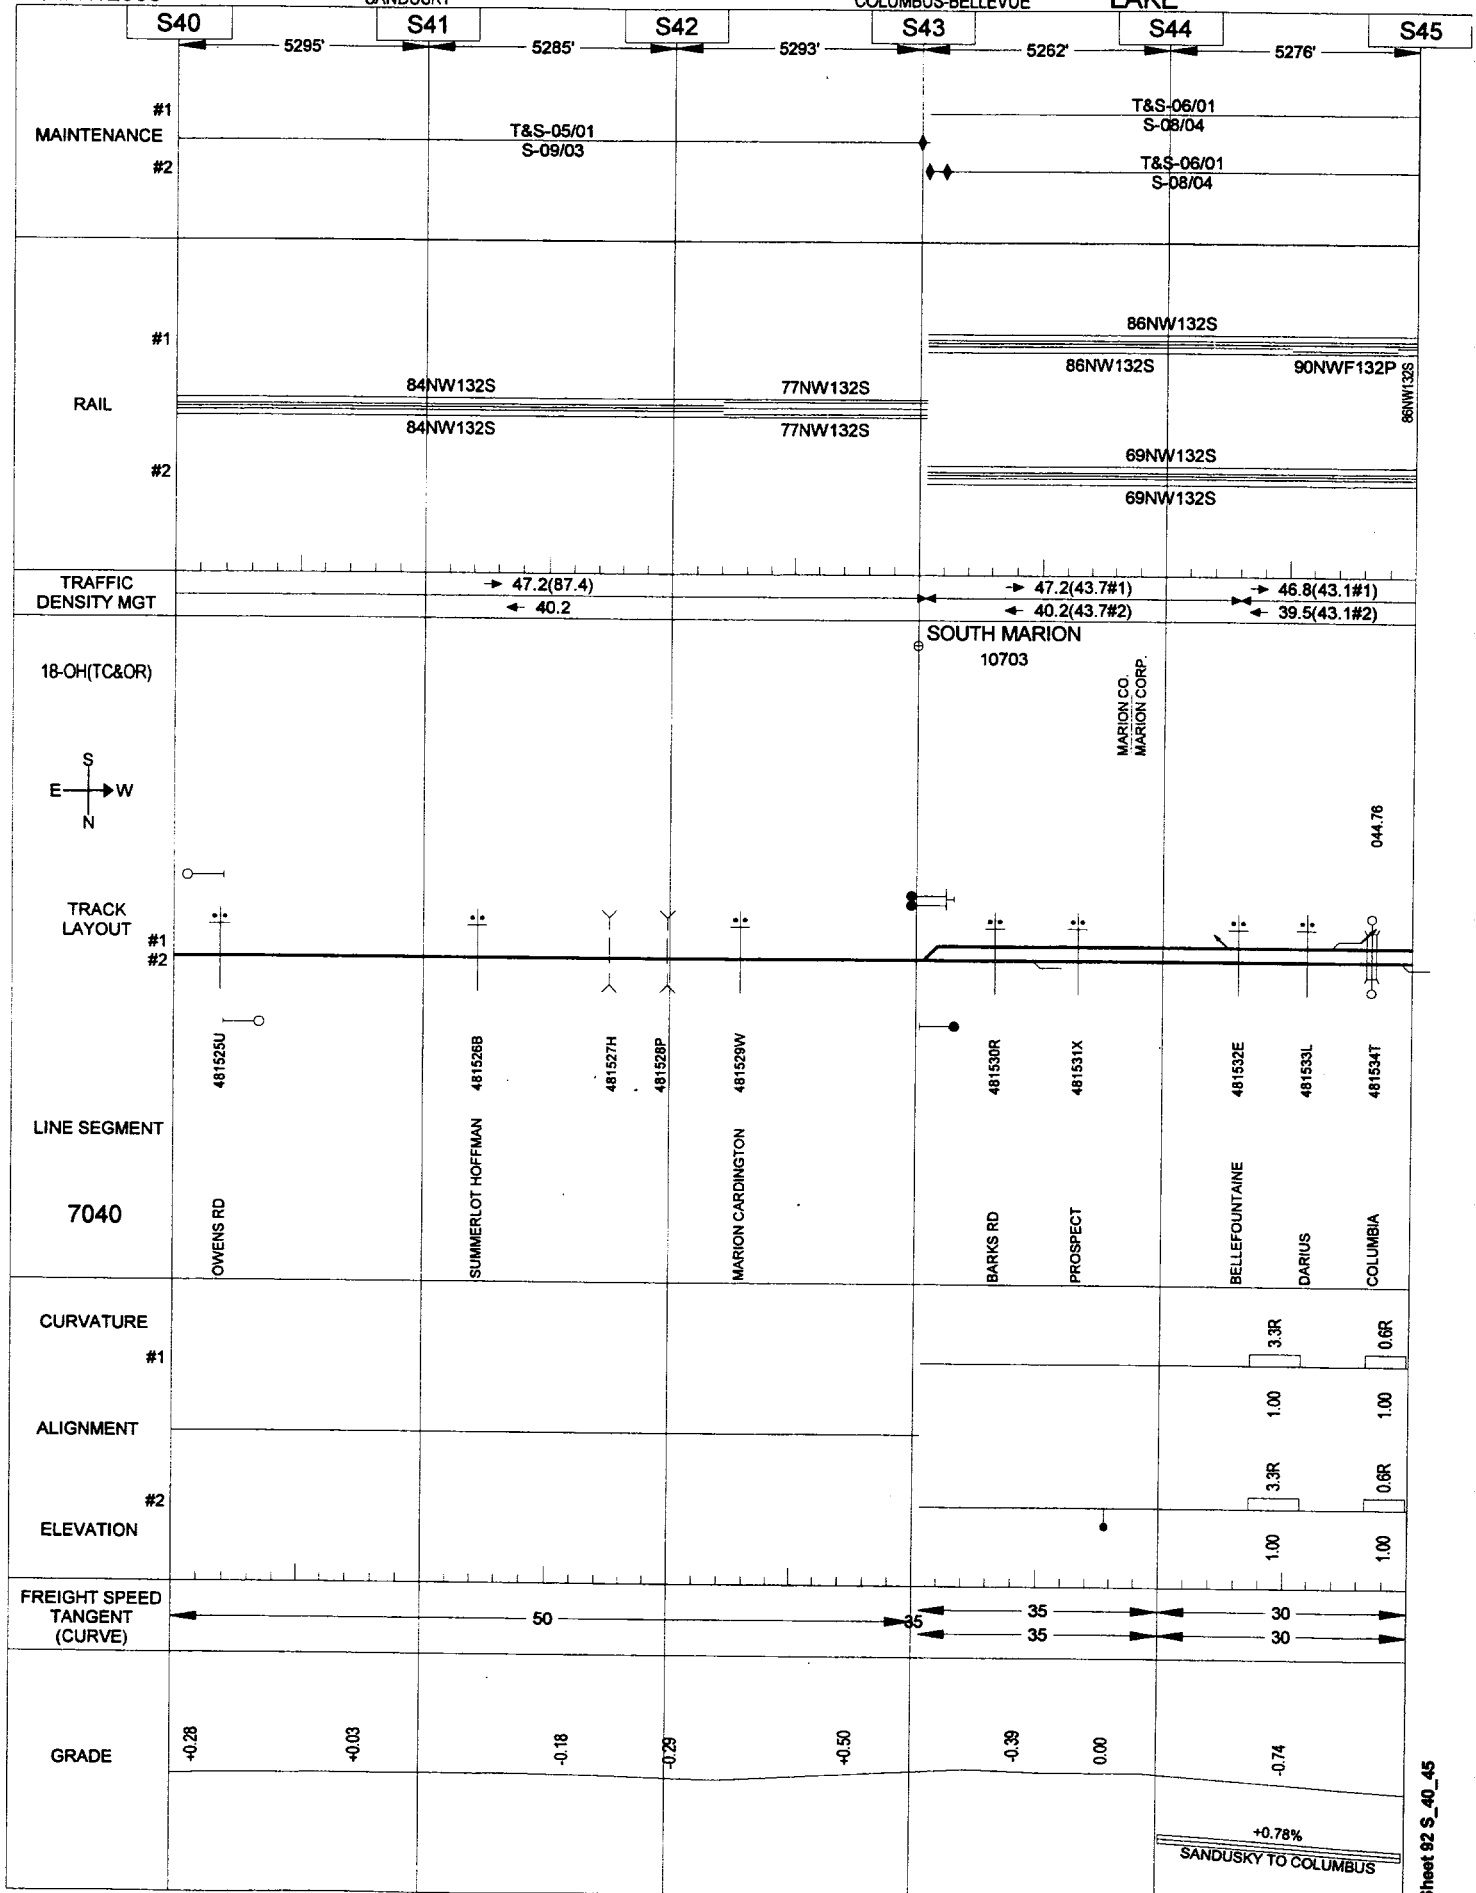 SANDUSKY
COLUMBUS-BELLEVUE
LAKE
S40
S41
S42
S43
S44
S45
5295'
5285'
5293'
5262'
5276'
#1
MAINTENANCE
#2
T&S-05/01
S-09/03
T&S-06/01
S-08/04
T&S-06/01
S-08/04
#1
RAIL
#2
84NW132S
84NW132S
77NW132S
77NW132S
86NW132S
86NW132S
90NWF132P
86NW132S
69NW132S
69NW132S
TRAFFIC
DENSITY MGT
47.2(87.4)
40.2
47.2(43.7#1)
40.2(43.7#2)
46.8(43.1#1)
39.5(43.1#2)
SOUTH MARION
10703
18-OH(TC&OR)
MARION CO.
MARION CORP.
S
E W
N
044.76
TRACK
LAYOUT
#1
#2
481525U
481526B
481527H
481528P
481529W
481530R
481531X
481532E
481533L
481534T
LINE SEGMENT
7040
OWENS RD
SUMMERLOT HOFFMAN
MARION CARDINGTON
BARKS RD
PROSPECT
BELLEFOUNTAINE
DARIUS
COLUMBIA
CURVATURE
#1
3.3R
0.6R
1.00
1.00
ALIGNMENT
#2
3.3R
0.6R
ELEVATION
1.00
1.00
FREIGHT SPEED
TANGENT
(CURVE)
50
35
35
35
30
30
GRADE
+0.28
+0.03
-0.18
-0.29
+0.50
-0.39
0.00
-0.74
+0.78%
SANDUSKY TO COLUMBUS
Sheet 92 S_40_45